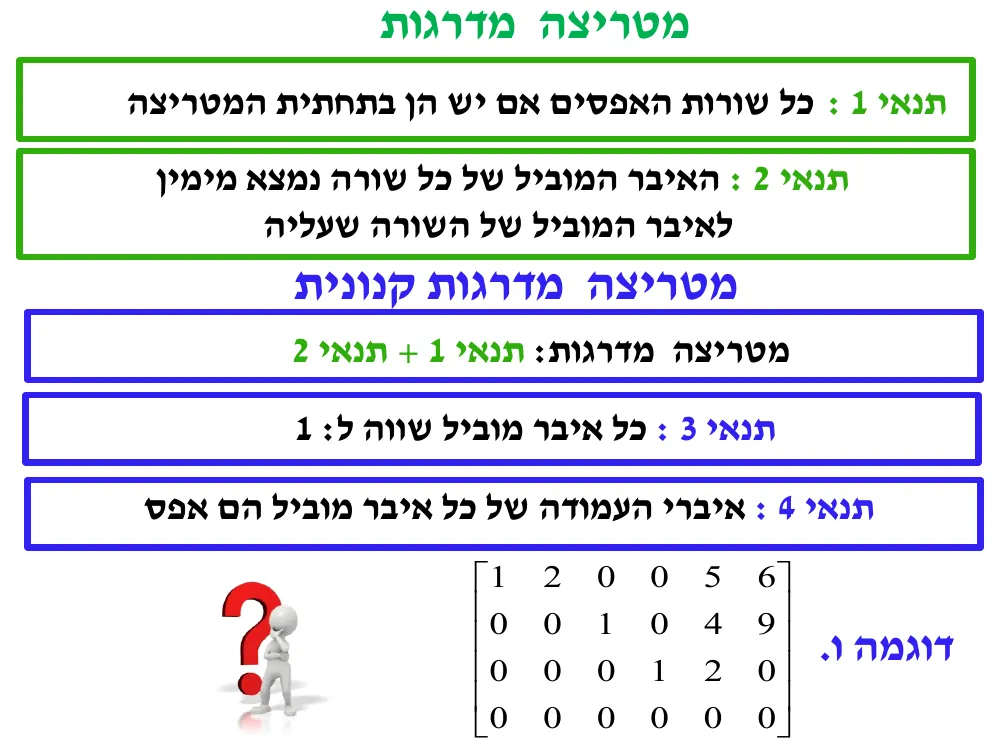 מטריצה מדרגות
תנאי 1 : כל שורות האפסים אם יש הן בתחתית המטריצה
תנאי 2 : האיבר המוביל של כל שורה נמצא מימין
לאיבר המוביל של השורה שעליה
מטריצה מדרגות קנונית
מטריצה מדרגות: תנאי 1 + תנאי 2
תנאי 3 : כל איבר מוביל שווה ל: 1
תנאי 4 : איברי העמודה של כל איבר מוביל הם אפס
דוגמה ו.
1 2 0 0 5 6
0 0 1 0 4 9
0 0 0 1 2 0
0 0 0 0 0 0
?